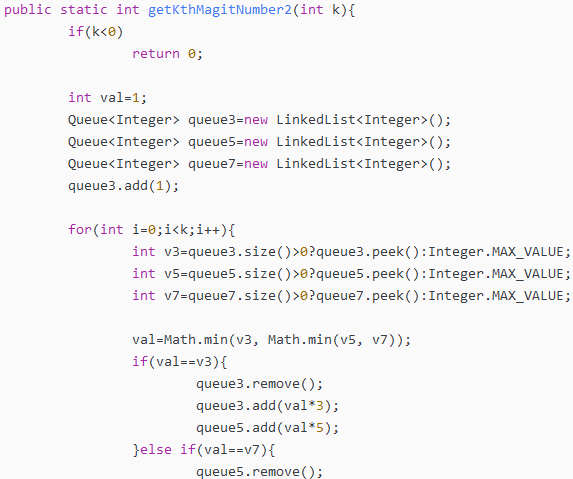 public static int getKthMagitNumber2(int k){
if(k<0)
return 0;
int val=1;
Queue<Integer> queue3=new LinkedList<Integer>();
Queue<Integer> queue5=new LinkedList<Integer>();
Queue<Integer> queue7=new LinkedList<Integer>();
queue3.add(1);
for(int i=0;i<k;i++){
int v3=queue3.size()>0?queue3.peek():Integer.MAX_VALUE;
int v5=queue5.size()>0?queue5.peek():Integer.MAX_VALUE;
int v7=queue7.size()>0?queue7.peek():Integer.MAX_VALUE;
val=Math.min(v3, Math.min(v5, v7));
if(val==v3){
queue3.remove();
queue3.add(val*3);
queue5.add(val*5);
}else if(val==v7){
queue5.remove();